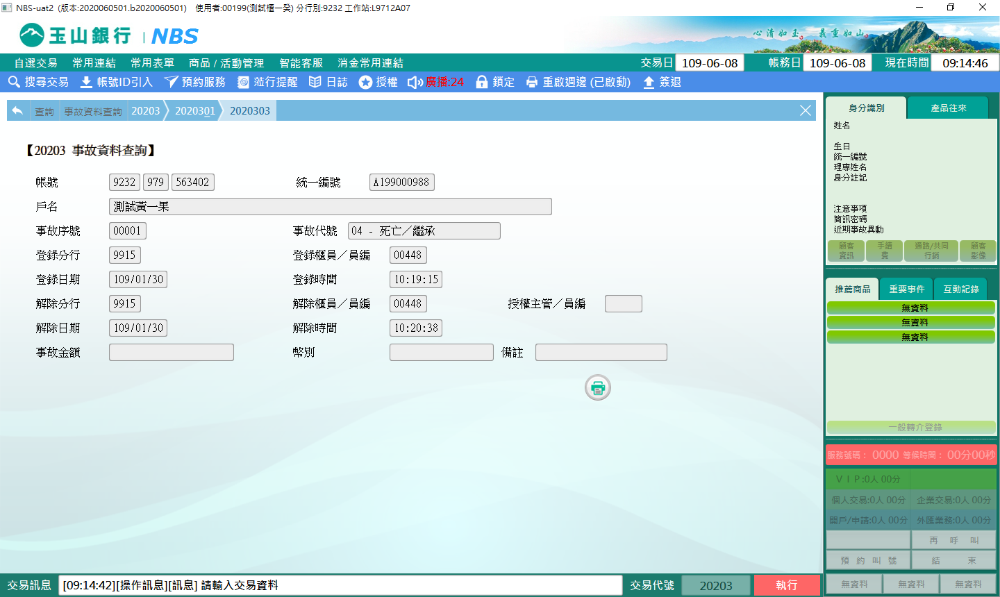 NBS-uat2 (版本:2020060501.b2020060501) 使用者:00199(測試櫃一癸) 分行別:9232 工作站:L9712A07
玉山銀行 NBS
心清如玉。 義重如山。
自選交易 常用連結 常用表單 商品 / 活動管理 智能客服 消金常用連結 交易日 109-06-08 帳務日 109-06-08 現在時間 09:14:46
搜尋交易 帳號ID引入 預約服務 蒞行提醒 日誌 授權 廣播:24 鎖定 重啟週邊 (已啟動) 簽退
查詢 事故資料查詢 20203 2020301 2020303
【20203 事故資料查詢】
帳號 9232 979 563402 統一編號 A199000988
戶名 測試黃一果
事故序號 00001 事故代號 04 - 死亡／繼承
登錄分行 9915 登錄櫃員／員編 00448
登錄日期 109/01/30 登錄時間 10:19:15
解除分行 9915 解除櫃員／員編 00448 授權主管／員編
解除日期 109/01/30 解除時間 10:20:38
事故金額 幣別 備註
身分識別 產品往來
姓名
生日
統一編號
理專姓名
身分註記
注意事項
簡訊密碼
近期事故異動
顧客資訊 手續費 通路/共同行銷 顧客影像
推薦商品 重要事件 互動記錄
無資料
無資料
無資料
一般轉介登錄
服務號碼： 0000 等候時間： 00分00秒
ＶＩＰ:0人 00分
個人交易:0人 00分 企業交易:0人 00分
開戶/申請:0人 00分 外匯業務:0人 00分
再 呼 叫
預 約 叫 號 結 束
無資料 無資料 無資料
交易訊息 [09:14:42][操作訊息][訊息] 請輸入交易資料 交易代號 20203 執行